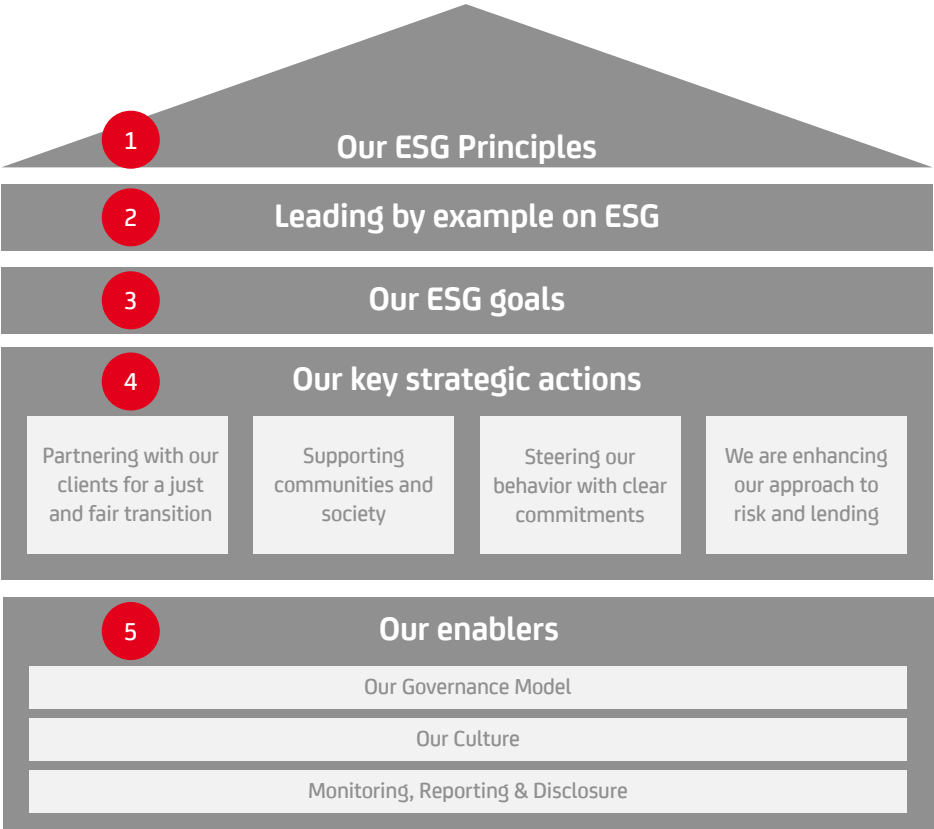 1
Our ESG Principles
2
Leading by example on ESG
3
Our ESG goals
4
Our key strategic actions
Partnering with our
clients for a just
and fair transition
Supporting
communities and
society
Steering our
behavior with clear
commitments
We are enhancing
our approach to
risk and lending
5
Our enablers
Our Governance Model
Our Culture
Monitoring, Reporting & Disclosure